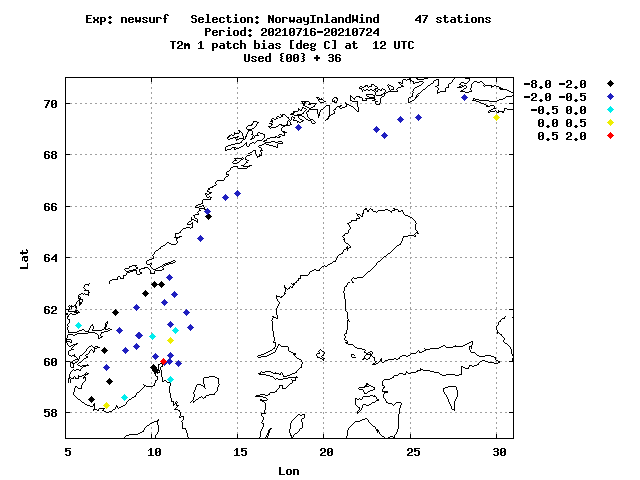 Exp: newsurf Selection: NorwayInlandWind 47 stations
Period: 20210716-20210724
T2m 1 patch bias [deg C] at 12 UTC
Used {00} + 36
-8.0 -2.0
-2.0 -0.5
-0.5 0.0
0.0 0.5
0.5 2.0
70
68
66
64
62
60
58
Lat
5 10 15 20 25 30
Lon